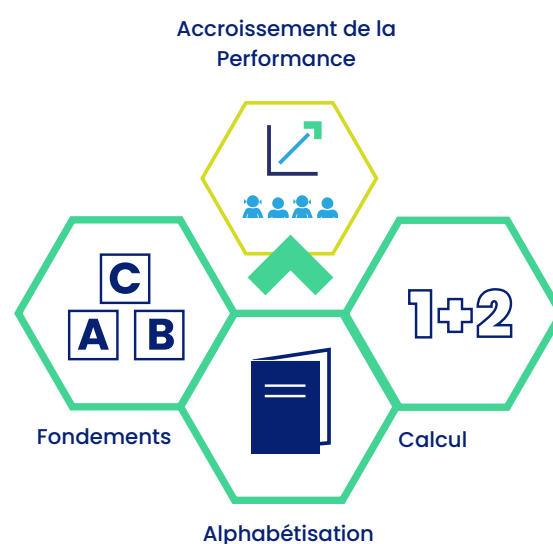 Accroissement de la
Performance
C
A B
1+2
Fondements
Calcul
Alphabétisation